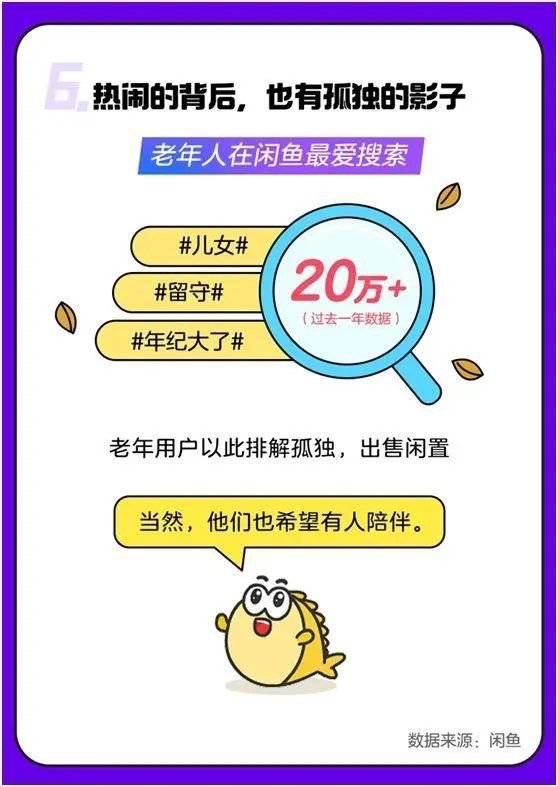 6.热闹的背后，也有孤独的影子
老年人在闲鱼最爱搜索
#儿女#
#留守#
#年纪大了#
20万+
（过去一年数据）
老年用户以此排解孤独，出售闲置
当然，他们也希望有人陪伴。
数据来源：闲鱼